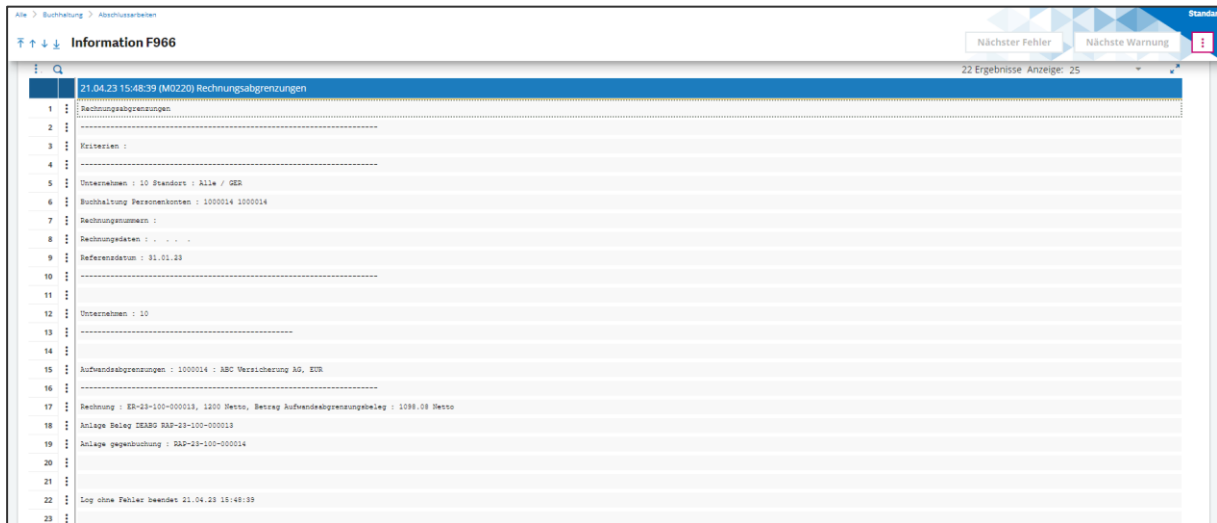 Alle > Buchhaltung > Abschlussarbeiten
Standar
Information F966
Nächster Fehler
Nächste Warnung
22 Ergebnisse Anzeige: 25
21.04.23 15:48:39 (M0220) Rechnungsabgrenzungen
1 Rechnungsabgrenzungen
2 ----------------------------------------------------------------------
3 Kriterien :
4 ----------------------------------------------------------------------
5 Unternehmen : 10 Standort : Alle / GER
6 Buchhaltung Personenkonten : 1000014 1000014
7 Rechnungsnummern :
8 Rechnungsdaten : . . . .
9 Referenzdatum : 31.01.23
10 ----------------------------------------------------------------------
11
12 Unternehmen : 10
13 --------------------------------------------------
14
15 Aufwandsabgrenzungen : 1000014 : ABC Versicherung AG, EUR
16 ----------------------------------------------------------------------
17 Rechnung : ER-23-100-000013, 1200 Netto, Betrag Aufwandsabgrenzungsbeleg : 1098.08 Netto
18 Anlage Beleg DEABG RAP-23-100-000013
19 Anlage gegenbuchung : RAP-23-100-000014
20
21
22 Log ohne Fehler beendet 21.04.23 15:48:39
23